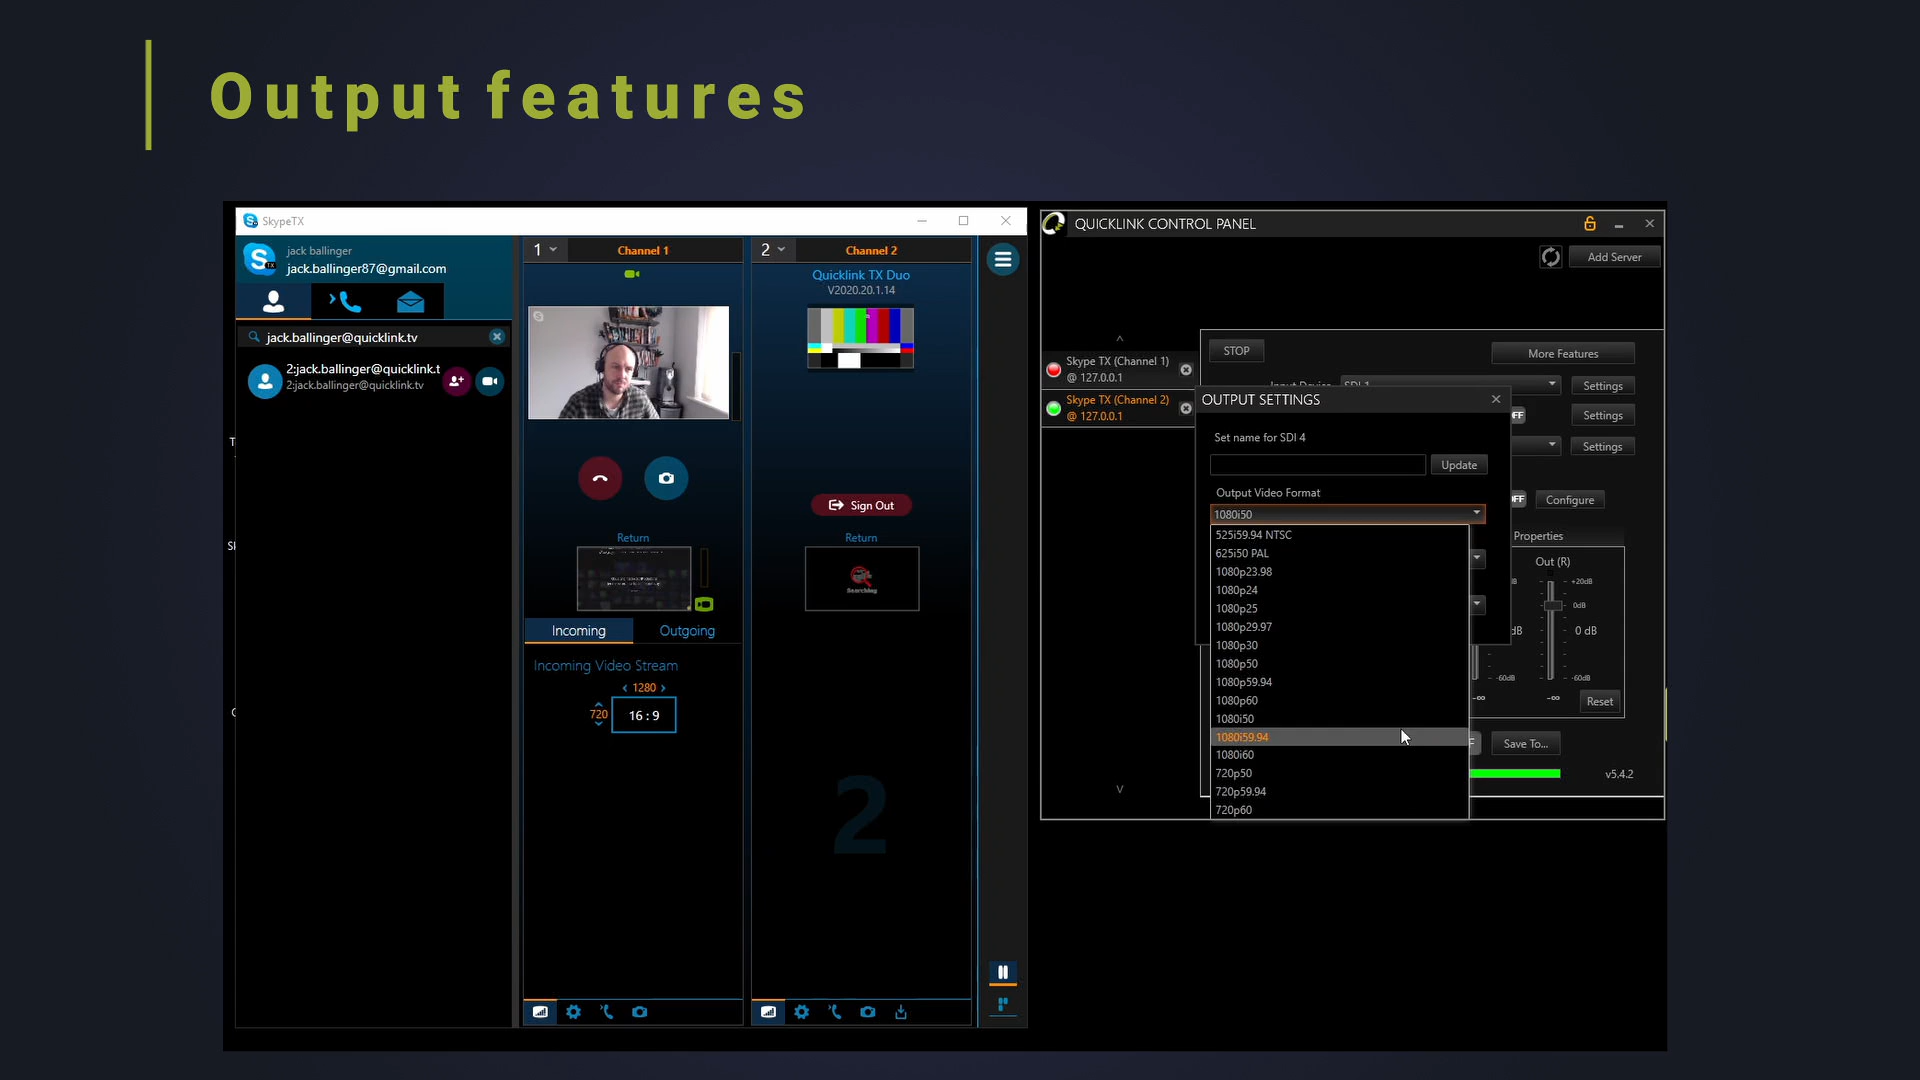 Output features
SkypeTX
jack ballinger
jack.ballinger87@gmail.com
jack.ballinger@quicklink.tv
2:jack.ballinger@quicklink.t
2:jack.ballinger@quicklink.tv
1
Channel 1
Return
Incoming
Outgoing
Incoming Video Stream
1280
720
16:9
2
Channel 2
Quicklink TX Duo
V2020.20.1.14
Sign Out
Return
Searching
2
QUICKLINK CONTROL PANEL
Add Server
Skype TX (Channel 1)
@ 127.0.0.1
Skype TX (Channel 2)
@ 127.0.0.1
STOP
More Features
Settings
Settings
Settings
Configure
Properties
Out (R)
+20dB
0dB
0 dB
-60dB
-60dB
-∞
-∞
Reset
Save To...
v5.4.2
OUTPUT SETTINGS
Set name for SDI 4
Update
Output Video Format
1080i50
525i59.94 NTSC
625i50 PAL
1080p23.98
1080p24
1080p25
1080p29.97
1080p30
1080p50
1080p59.94
1080p60
1080i50
1080i59.94
1080i60
720p50
720p59.94
720p60